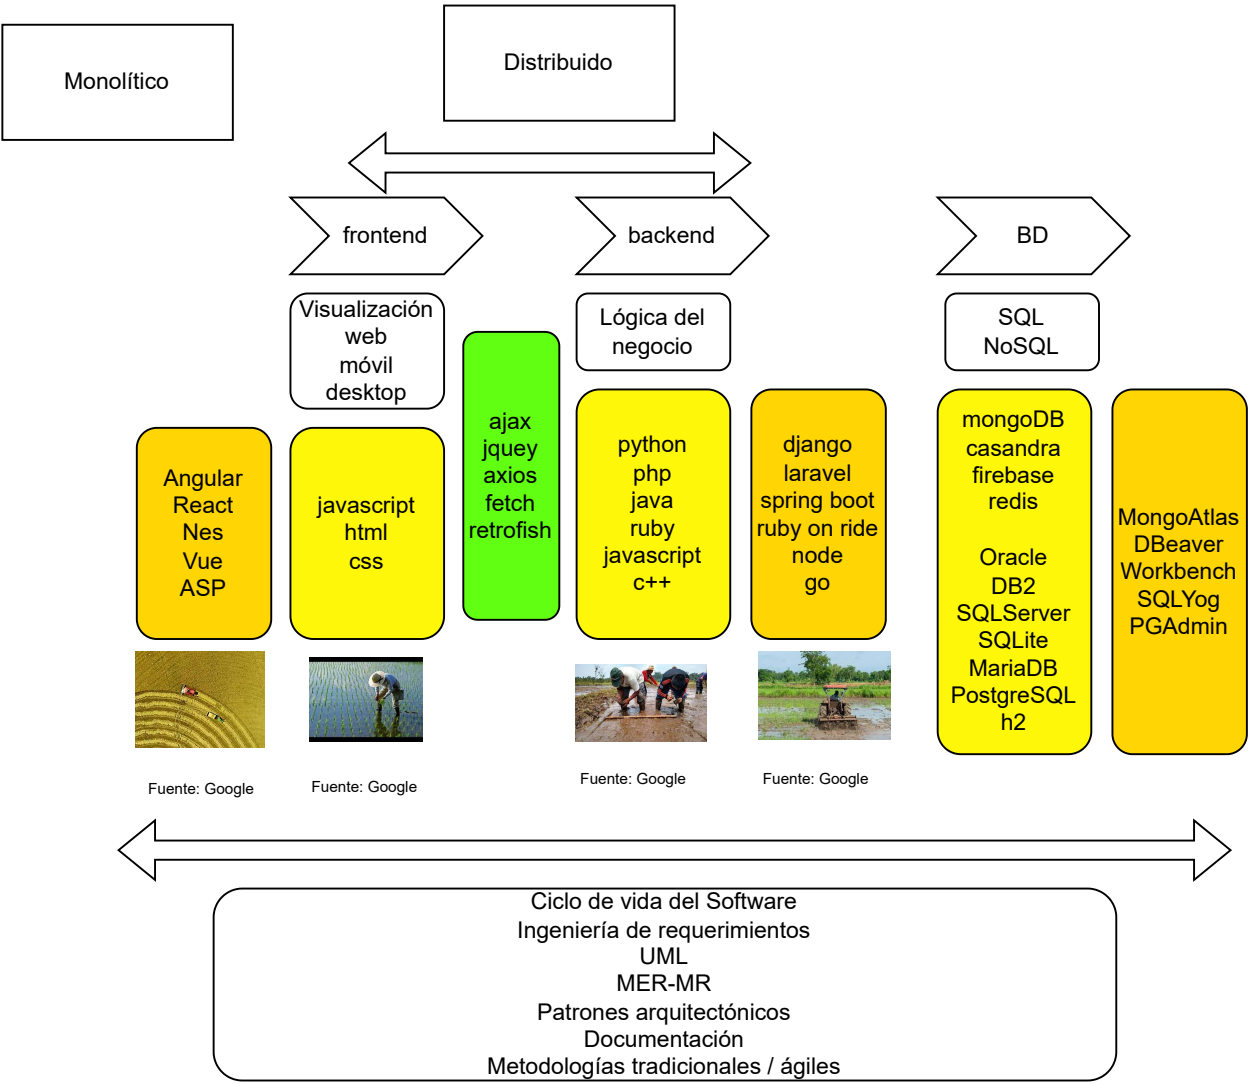 Monolítico
Distribuido
frontend
backend
BD
Visualización
web
móvil
desktop
Lógica del
negocio
SQL
NoSQL
Angular
React
Nes
Vue
ASP
javascript
html
css
ajax
jquey
axios
fetch
retrofish
python
php
java
ruby
javascript
c++
django
laravel
spring boot
ruby on ride
node
go
mongoDB
casandra
firebase
redis
Oracle
DB2
SQLServer
SQLite
MariaDB
PostgreSQL
h2
MongoAtlas
DBeaver
Workbench
SQLYog
PGAdmin
Fuente: Google
Fuente: Google
Fuente: Google
Fuente: Google
Ciclo de vida del Software
Ingeniería de requerimientos
UML
MER-MR
Patrones arquitectónicos
Documentación
Metodologías tradicionales / ágiles